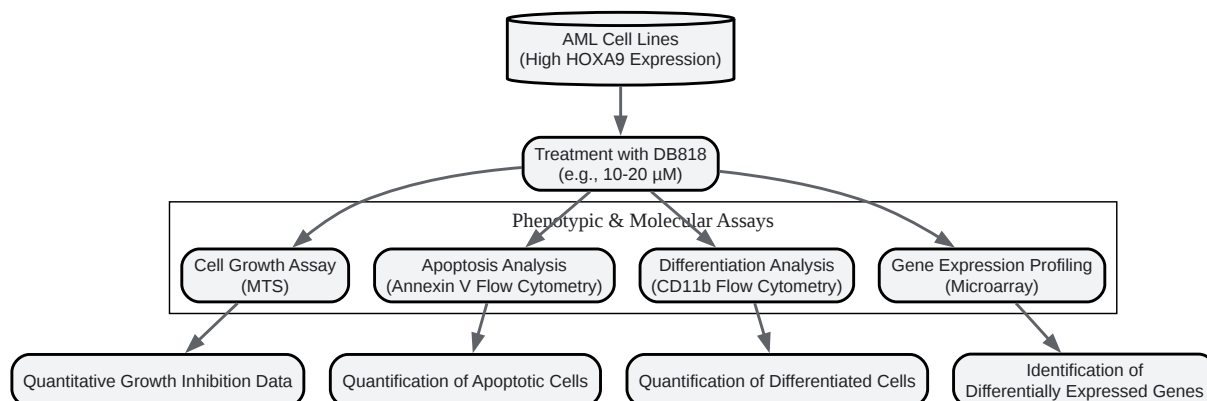 AML Cell Lines
(High HOXA9 Expression)
Treatment with DB818
(e.g., 10-20 µM)
Phenotypic & Molecular Assays
Cell Growth Assay
(MTS)
Apoptosis Analysis
(Annexin V Flow Cytometry)
Differentiation Analysis
(CD11b Flow Cytometry)
Gene Expression Profiling
(Microarray)
Quantitative Growth Inhibition Data
Quantification of Apoptotic Cells
Quantification of Differentiated Cells
Identification of
Differentially Expressed Genes